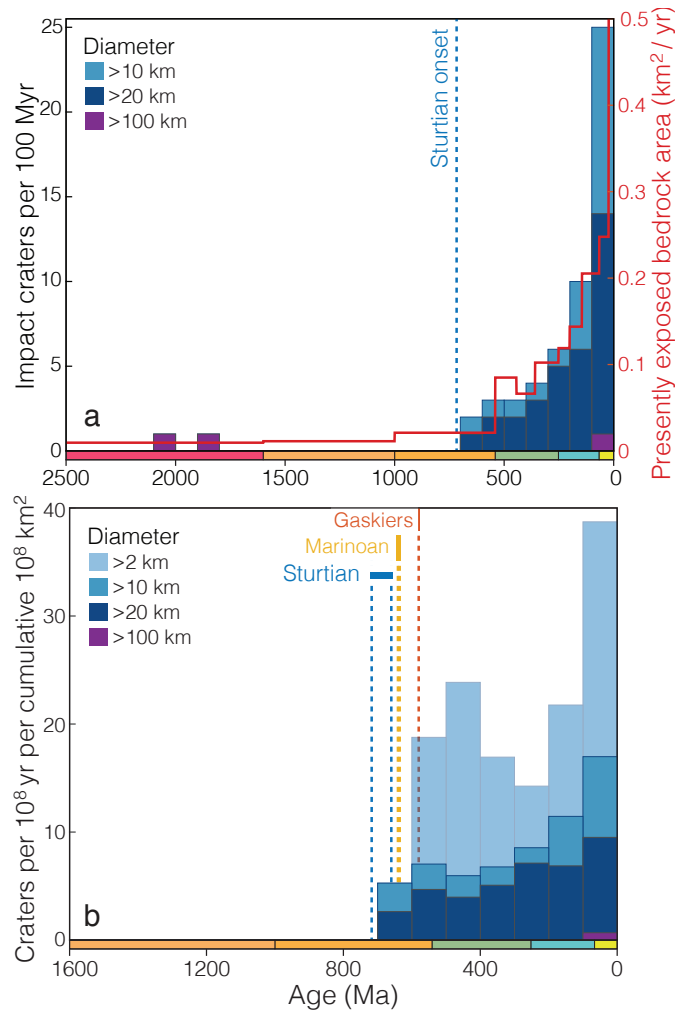 Impact craters per 100 Myr
25
20
15
10
5
0
Diameter
>10 km
>20 km
>100 km
Sturtian onset
0.5
0.4
0.3
0.2
0.1
0
Presently exposed bedrock area (km² / yr)
a
2500
2000
1500
1000
500
0
Craters per 10⁸ yr per cumulative 10⁸ km²
40
30
20
10
0
Diameter
>2 km
>10 km
>20 km
>100 km
Gaskiers
Marinoan
Sturtian
b
1600
1200
800
400
0
Age (Ma)